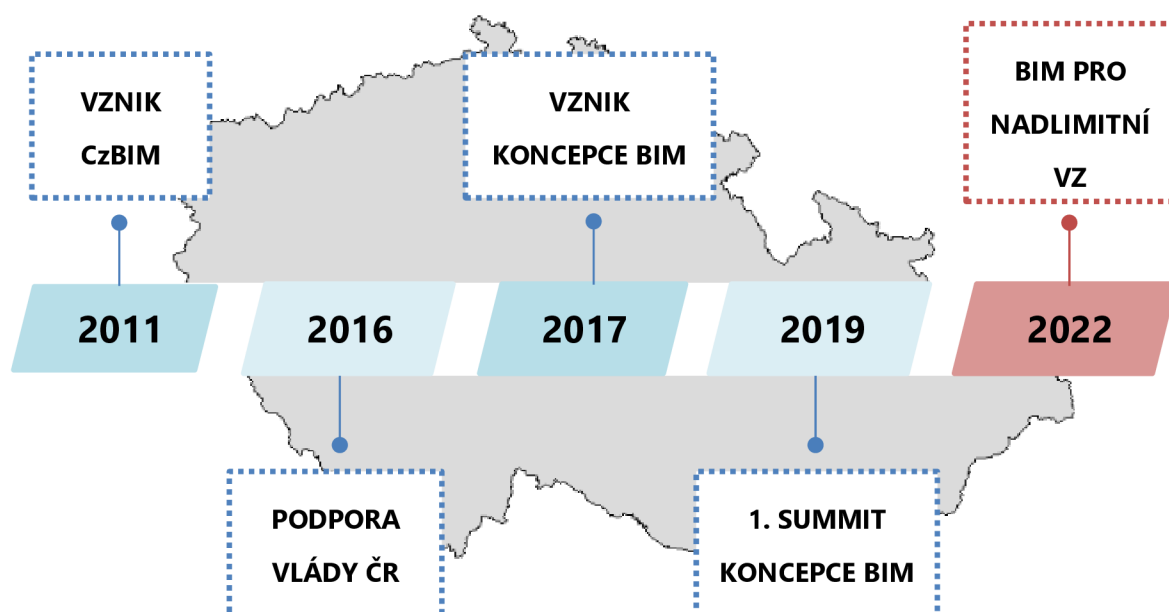 VZNIK
CzBIM
VZNIK
KONCEPCE BIM
BIM PRO
NADLIMITNÍ
VZ
2011
2016
2017
2019
2022
PODPORA
VLÁDY ČR
1. SUMMIT
KONCEPCE BIM